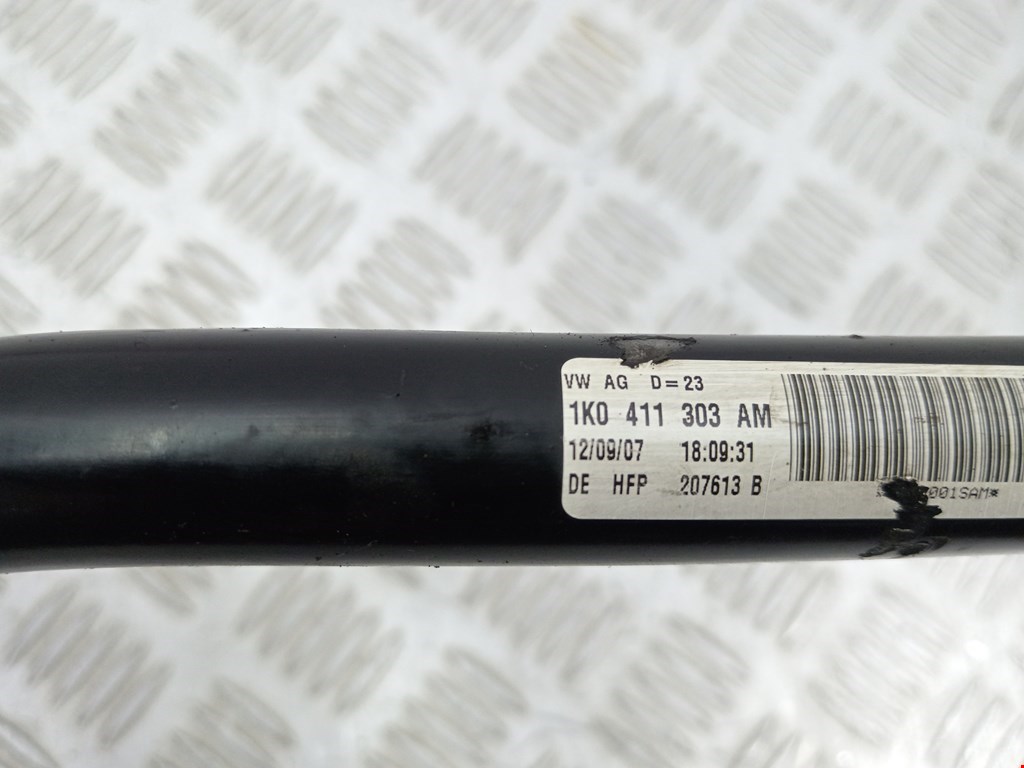 VW AG D=23
1K0 411 303 AM
12/09/07 18:09:31
DE HFP 207613 B